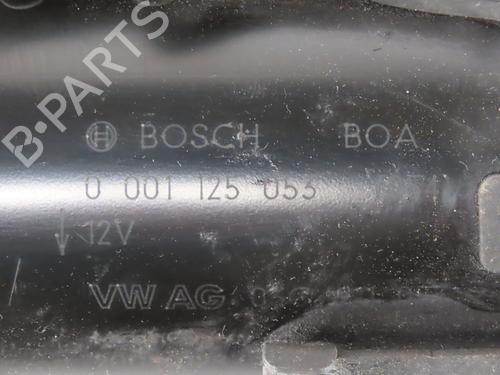 B-PARTS
BOSCH BOA
0 001 125 053
12V
VW AG